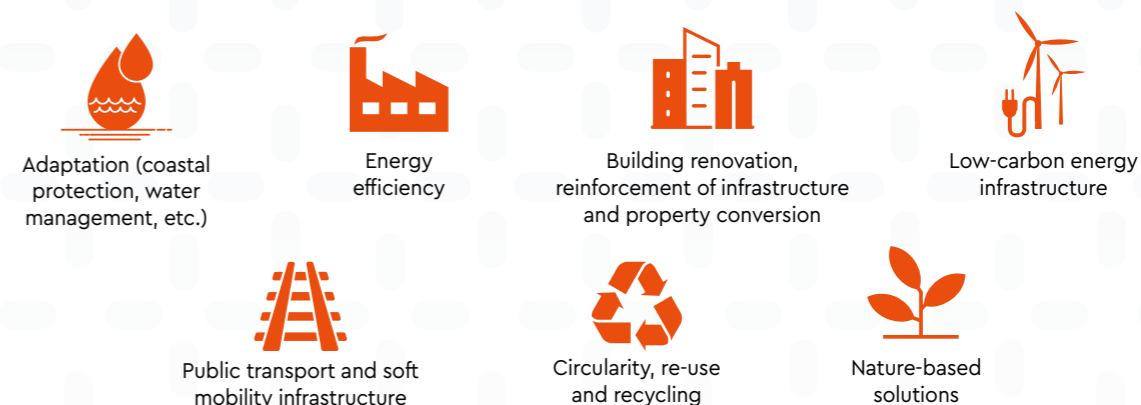 Adaptation (coastal
protection, water
management, etc.)
Energy
efficiency
Building renovation,
reinforcement of infrastructure
and property conversion
Low-carbon energy
infrastructure
Public transport and soft
mobility infrastructure
Circularity, re-use
and recycling
Nature-based
solutions